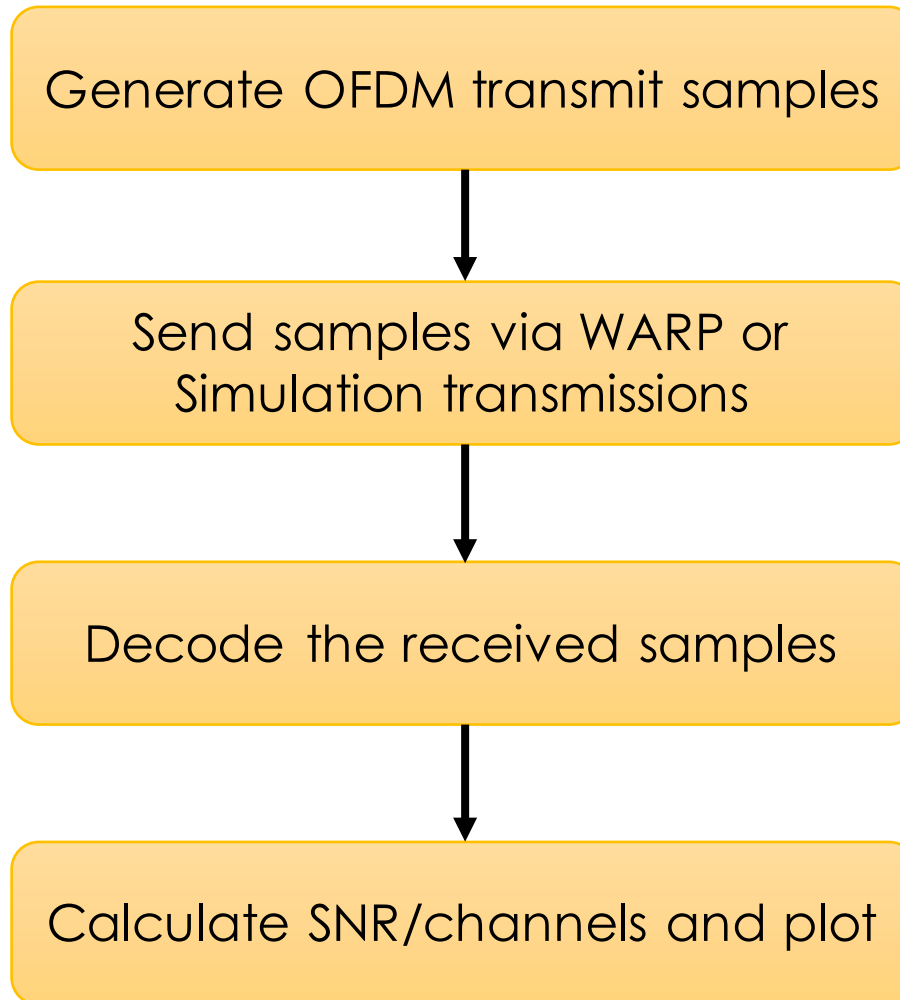 Generate OFDM transmit samples
Send samples via WARP or
Simulation transmissions
Decode the received samples
Calculate SNR/channels and plot